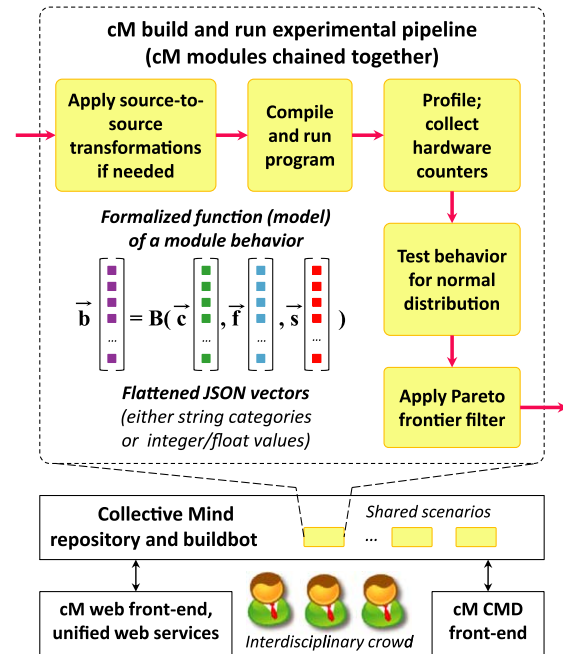 cM build and run experimental pipeline
(cM modules chained together)
Apply source-to-
source
transformations
if needed
Compile
and run
program
Profile;
collect
hardware
counters
Formalized function (model)
of a module behavior
Test behavior
for normal
distribution
b = B( c , f , s )
... ... ... ...
Flattened JSON vectors
(either string categories
or integer/float values)
Apply Pareto
frontier filter
Collective Mind
repository and buildbot
Shared scenarios
...
cM web front-end,
unified web services
Interdisciplinary crowd
cM CMD
front-end